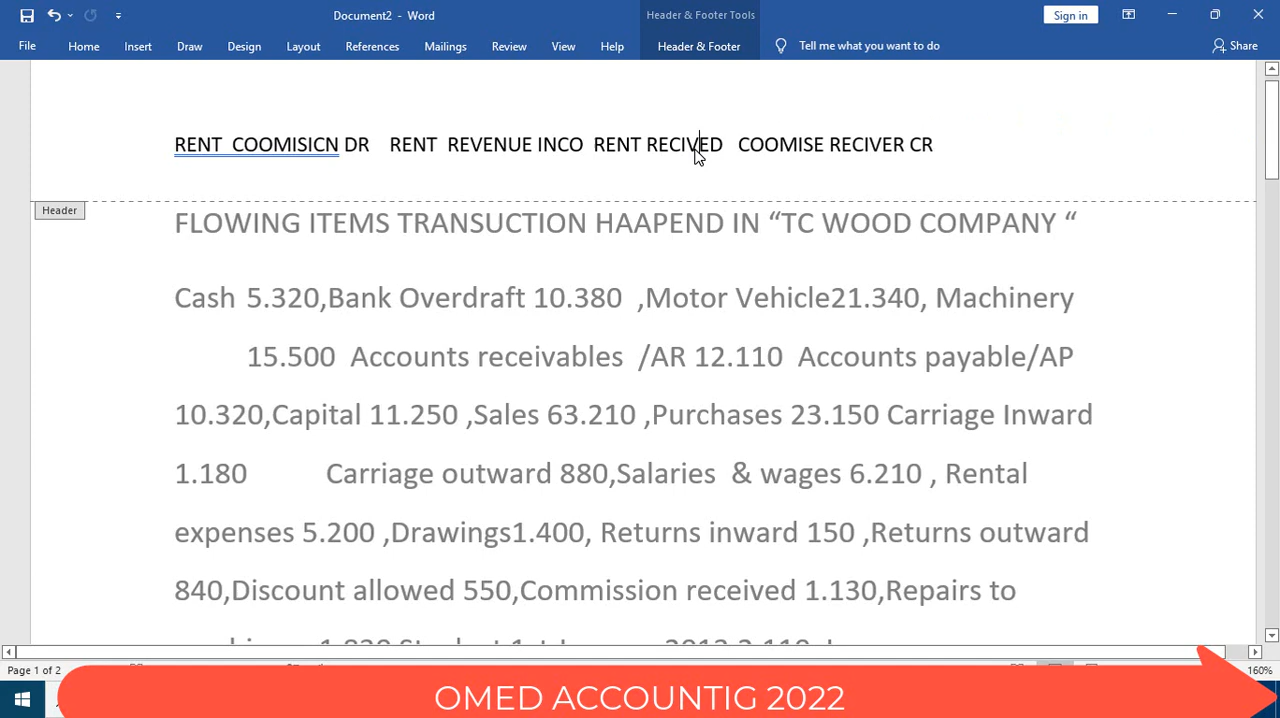 Document2 - Word
Header & Footer Tools
Sign in
File Home Insert Draw Design Layout References Mailings Review View Help Header & Footer Tell me what you want to do Share
RENT COOMISICN DR RENT REVENUE INCO RENT RECIVED COOMISE RECIVER CR
Header
FLOWING ITEMS TRANSUCTION HAAPEND IN “TC WOOD COMPANY “
Cash 5.320,Bank Overdraft 10.380 ,Motor Vehicle21.340, Machinery
15.500 Accounts receivables /AR 12.110 Accounts payable/AP
10.320,Capital 11.250 ,Sales 63.210 ,Purchases 23.150 Carriage Inward
1.180 Carriage outward 880,Salaries & wages 6.210 , Rental
expenses 5.200 ,Drawings1.400, Returns inward 150 ,Returns outward
840,Discount allowed 550,Commission received 1.130,Repairs to
Page 1 of 2
160%
OMED ACCOUNTIG 2022